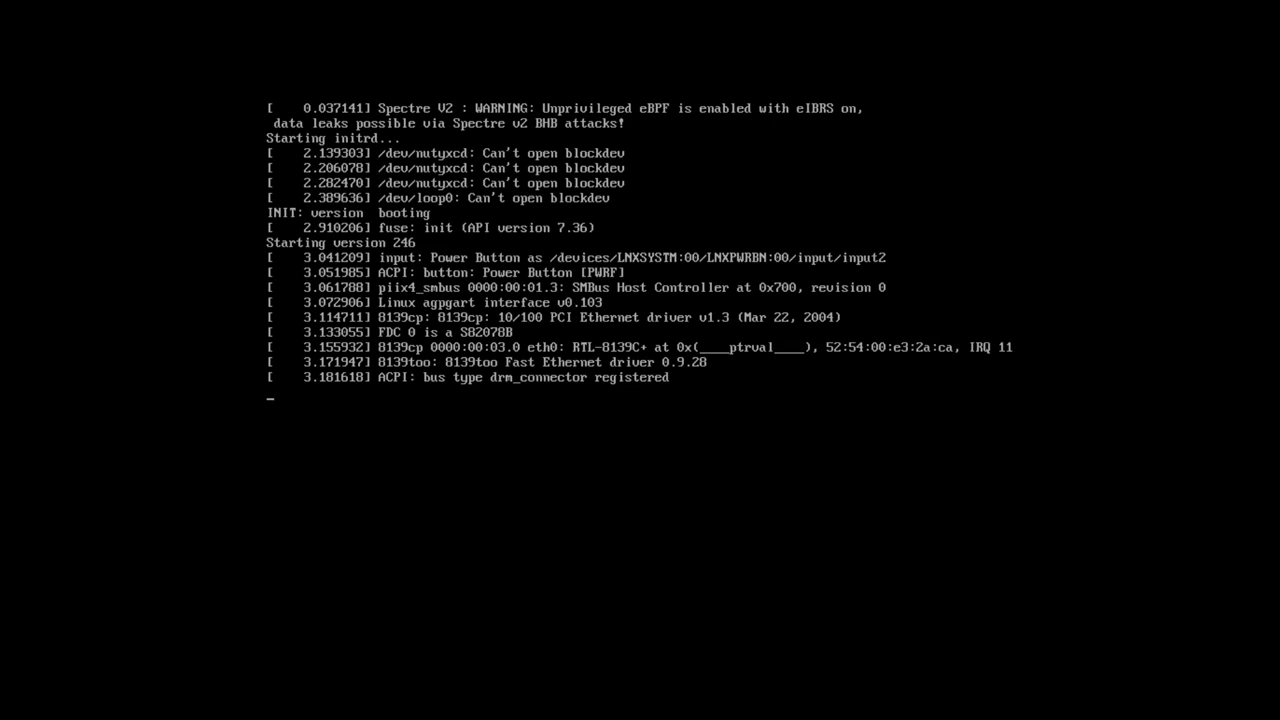 [    0.037141] Spectre V2 : WARNING: Unprivileged eBPF is enabled with eIBRS on,
 data leaks possible via Spectre v2 BHB attacks!
Starting initrd...
[    2.139303] /dev/nutyxcd: Can't open blockdev
[    2.206078] /dev/nutyxcd: Can't open blockdev
[    2.282470] /dev/nutyxcd: Can't open blockdev
[    2.389636] /dev/loop0: Can't open blockdev
INIT: version  booting
[    2.910206] fuse: init (API version 7.36)
Starting version 246
[    3.041209] input: Power Button as /devices/LNXSYSTM:00/LNXPWRBN:00/input/input2
[    3.051985] ACPI: button: Power Button [PWRF]
[    3.061788] piix4_smbus 0000:00:01.3: SMBus Host Controller at 0x700, revision 0
[    3.072906] Linux agpgart interface v0.103
[    3.114711] 8139cp: 8139cp: 10/100 PCI Ethernet driver v1.3 (Mar 22, 2004)
[    3.133055] FDC 0 is a S82078B
[    3.155932] 8139cp 0000:00:03.0 eth0: RTL-8139C+ at 0x(____ptrval____), 52:54:00:e3:2a:ca, IRQ 11
[    3.171947] 8139too: 8139too Fast Ethernet driver 0.9.28
[    3.181618] ACPI: bus type drm_connector registered
_